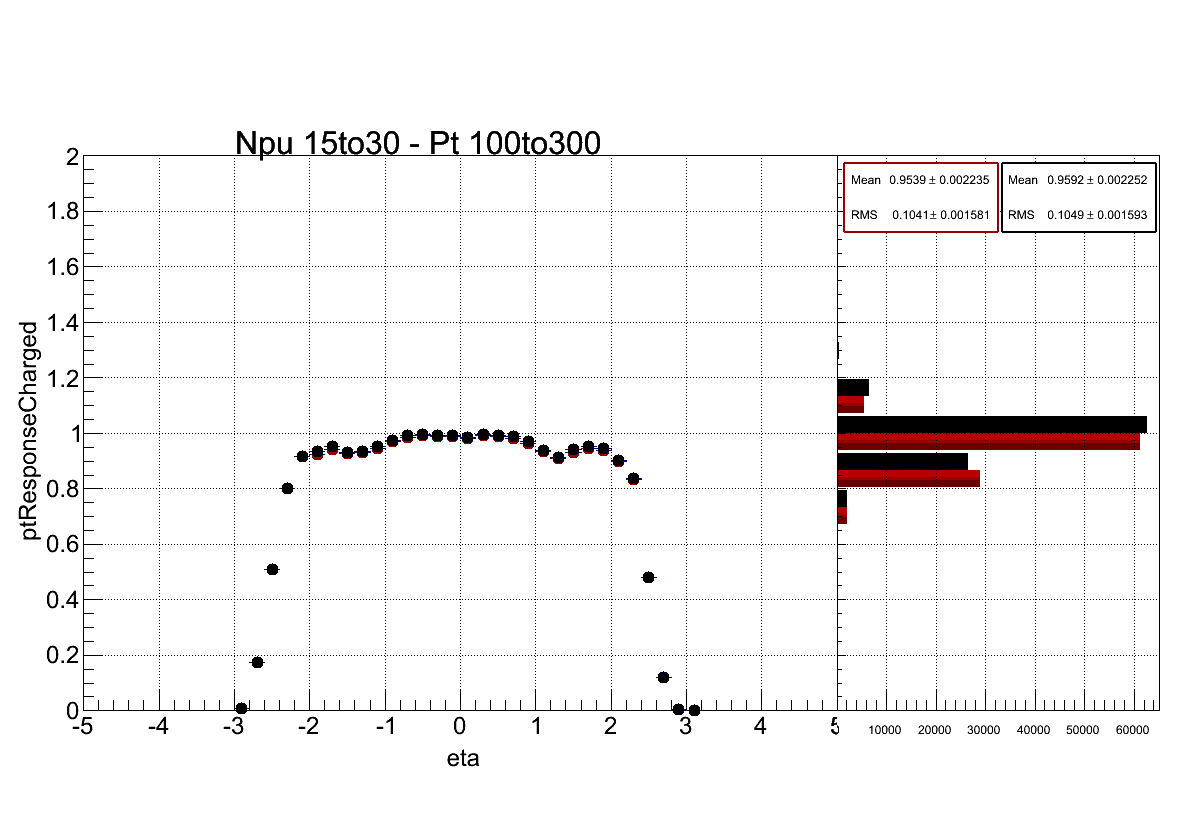 Npu 15to30 - Pt 100to300
2
1.8
1.6
1.4
1.2
1
0.8
0.6
0.4
0.2
0
ptResponseCharged
-5 -4 -3 -2 -1 0 1 2 3 4 5
eta
Mean 0.9539 ± 0.002235
RMS 0.1041 ± 0.001581
Mean 0.9592 ± 0.002252
RMS 0.1049 ± 0.001593
10000 20000 30000 40000 50000 60000